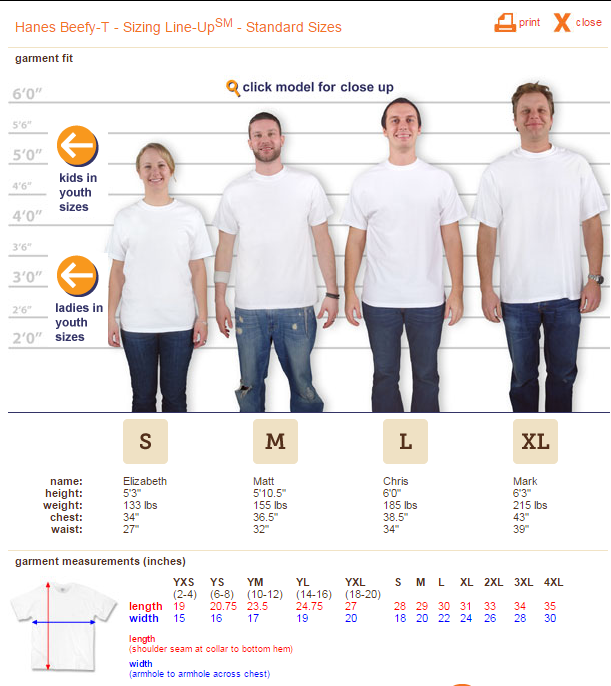 Hanes Beefy-T - Sizing Line-Up SM - Standard Sizes
print
close
garment fit
click model for close up
6'0"
5'6"
5'0"
4'6"
4'0"
3'6"
3'0"
2'6"
2'0"
kids in
youth
sizes
ladies in
youth
sizes
S M L XL
name: Elizabeth Matt Chris Mark
height: 5'3" 5'10.5" 6'0" 6'3"
weight: 133 lbs 155 lbs 185 lbs 215 lbs
chest: 34" 36.5" 38.5" 43"
waist: 27" 32" 34" 39"
garment measurements (inches)
YXS YS YM YL YXL S M L XL 2XL 3XL 4XL
(2-4) (6-8) (10-12) (14-16) (18-20)
length 19 20.75 23.5 24.75 27 28 29 30 31 33 34 35
width 15 16 17 19 20 18 20 22 24 26 28 30
length
(shoulder seam at collar to bottom hem)
width
(armhole to armhole across chest)